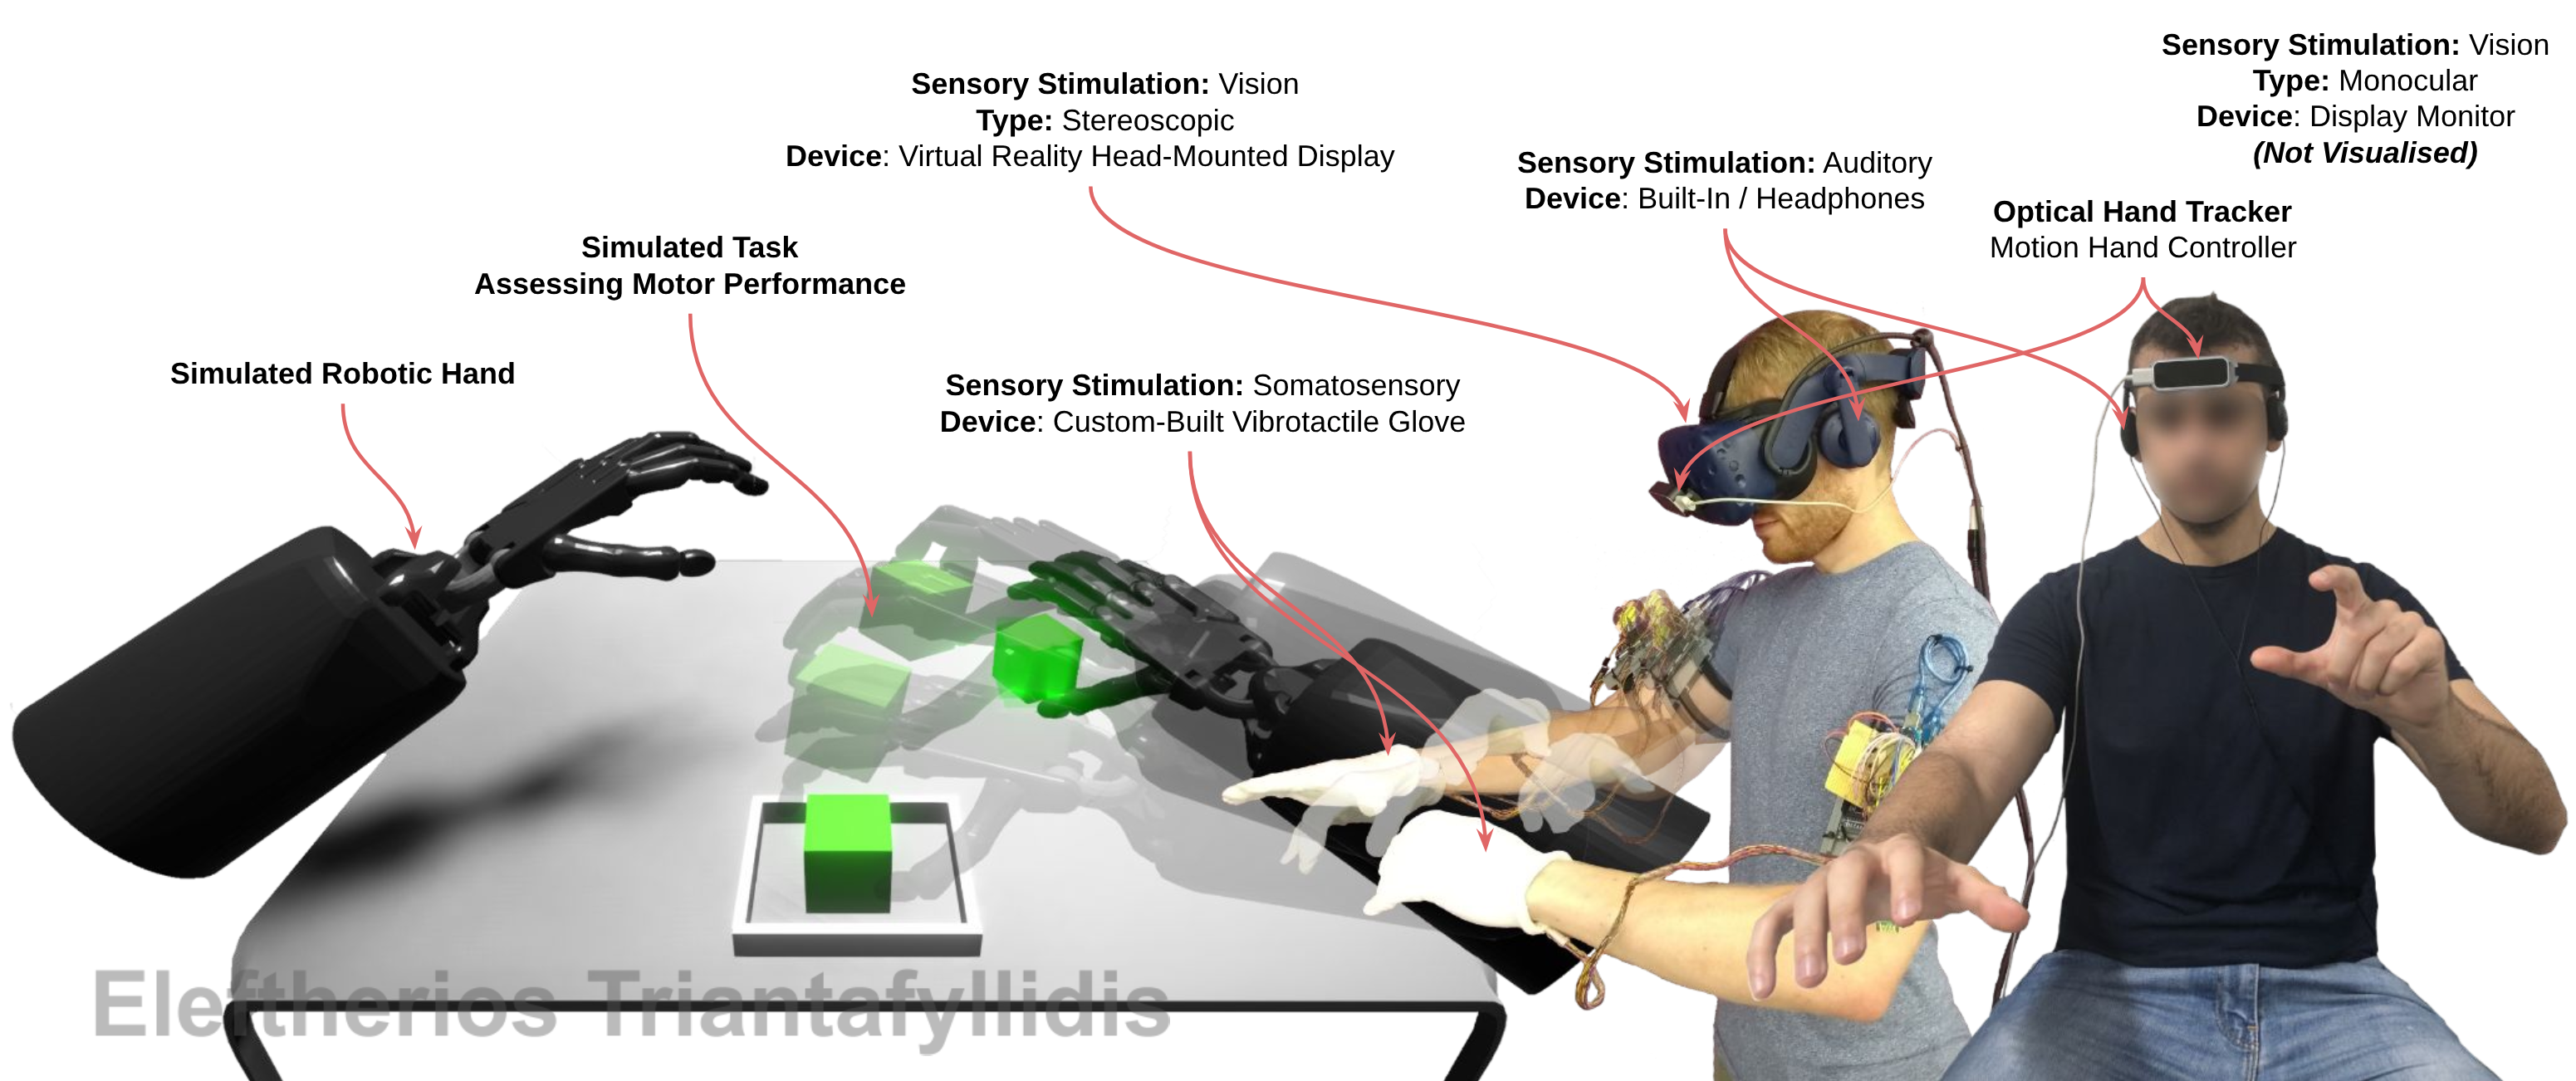 Sensory Stimulation: Vision
Type: Monocular
Device: Display Monitor
(Not Visualised)
Sensory Stimulation: Vision
Type: Stereoscopic
Device: Virtual Reality Head-Mounted Display
Sensory Stimulation: Auditory
Device: Built-In / Headphones
Optical Hand Tracker
Motion Hand Controller
Simulated Task
Assessing Motor Performance
Simulated Robotic Hand
Sensory Stimulation: Somatosensory
Device: Custom-Built Vibrotactile Glove
Eleftherios Triantafyllidis